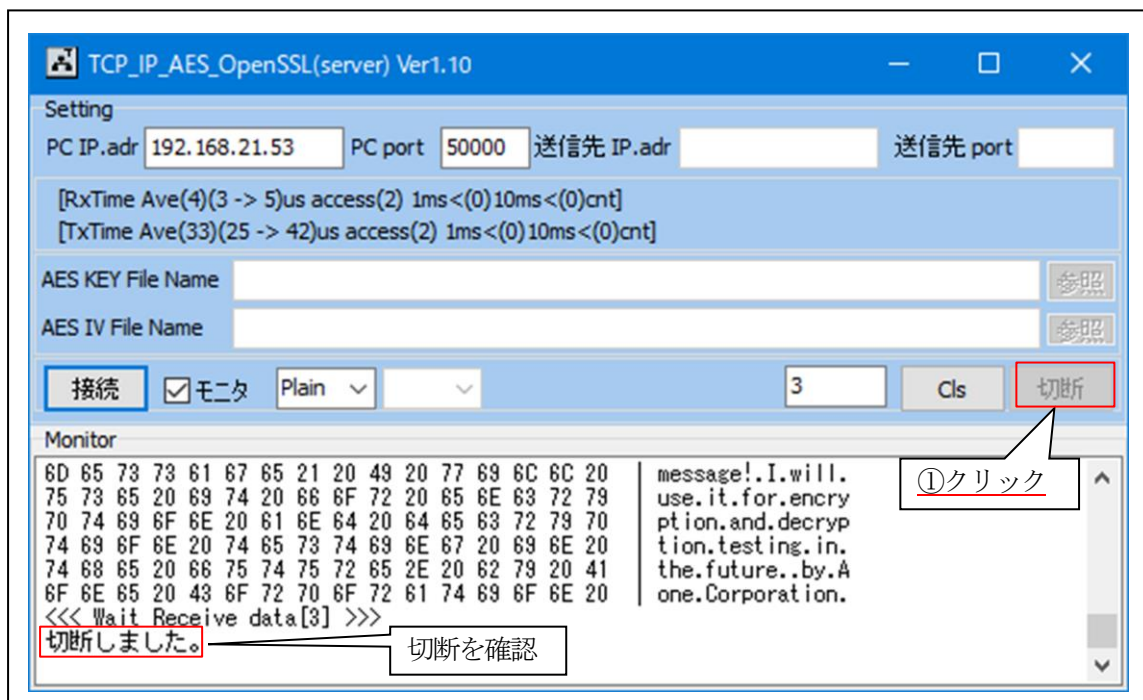 TCP_IP_AES_OpenSSL(server) Ver1.10
Setting
PC IP.adr 192.168.21.53 PC port 50000 送信先 IP.adr 送信先 port
[RxTime Ave(4)(3 -> 5)us access(2) 1ms<(0)10ms<(0)cnt]
[TxTime Ave(33)(25 -> 42)us access(2) 1ms<(0)10ms<(0)cnt]
AES KEY File Name 参照
AES IV File Name 参照
接続 モニタ Plain 3 Cls 切断
Monitor
①クリック
6D 65 73 73 61 67 65 21 20 49 20 77 69 6C 6C 20 | message!.I.will.
75 73 65 20 69 74 20 66 6F 72 20 65 6E 63 72 79 | use.it.for.encry
70 74 69 6F 6E 20 61 6E 64 20 64 65 63 72 79 70 | ption.and.decryp
74 69 6F 6E 20 74 65 73 74 69 6E 67 20 69 6E 20 | tion.testing.in.
74 68 65 20 66 75 74 75 72 65 2E 20 62 79 20 41 | the.future..by.A
6F 6E 65 20 43 6F 72 70 6F 72 61 74 69 6F 6E 20 | one.Corporation.
<<< Wait Receive data[3] >>>
切断しました。
切断を確認